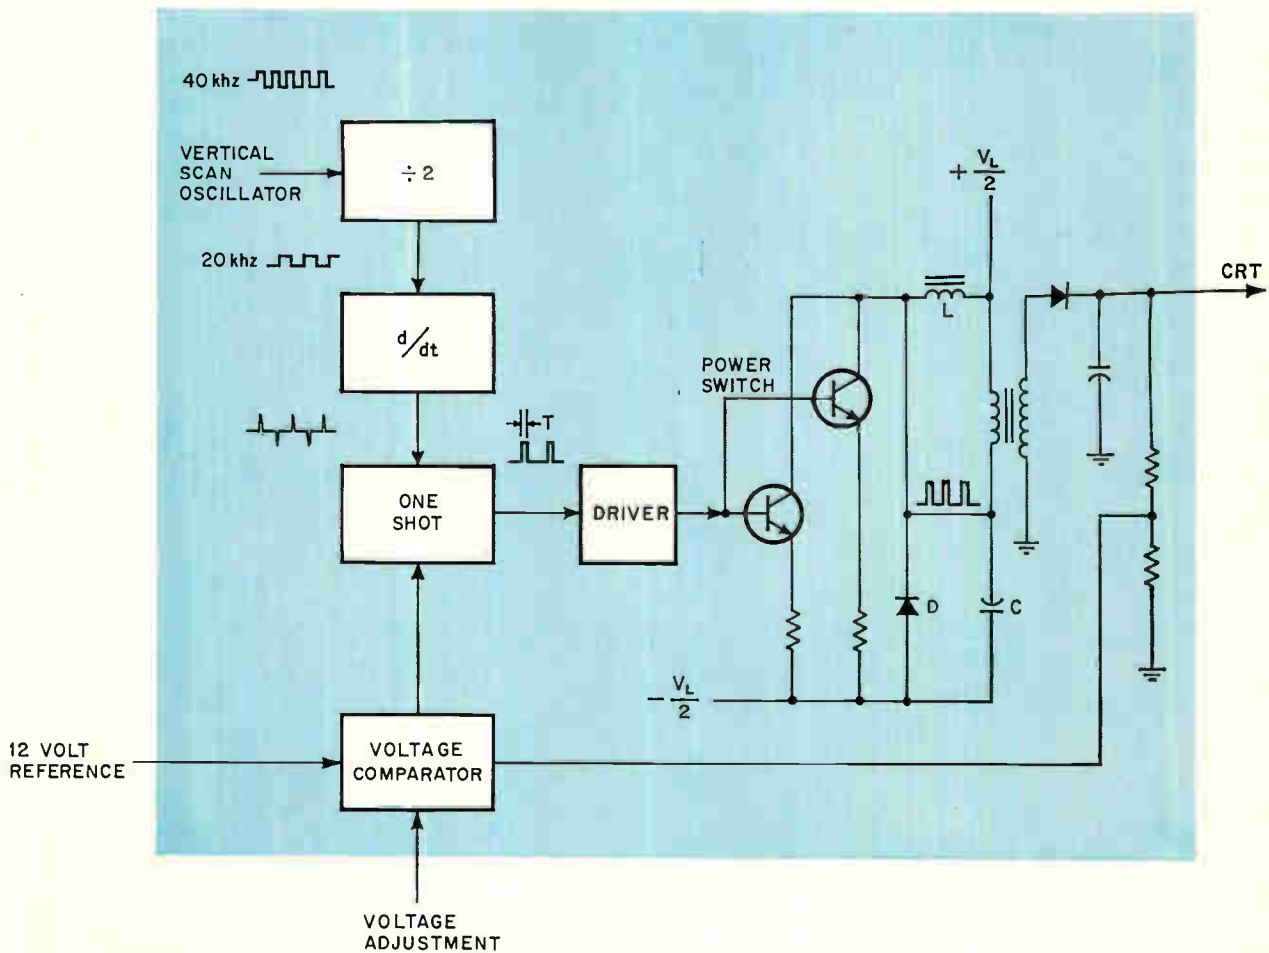 40 khz
VERTICAL
SCAN
OSCILLATOR
÷ 2
20 khz
d/dt
T
ONE
SHOT
DRIVER
POWER
SWITCH
+ V_L/2
L
CRT
D
C
- V_L/2
12 VOLT
REFERENCE
VOLTAGE
COMPARATOR
VOLTAGE
ADJUSTMENT